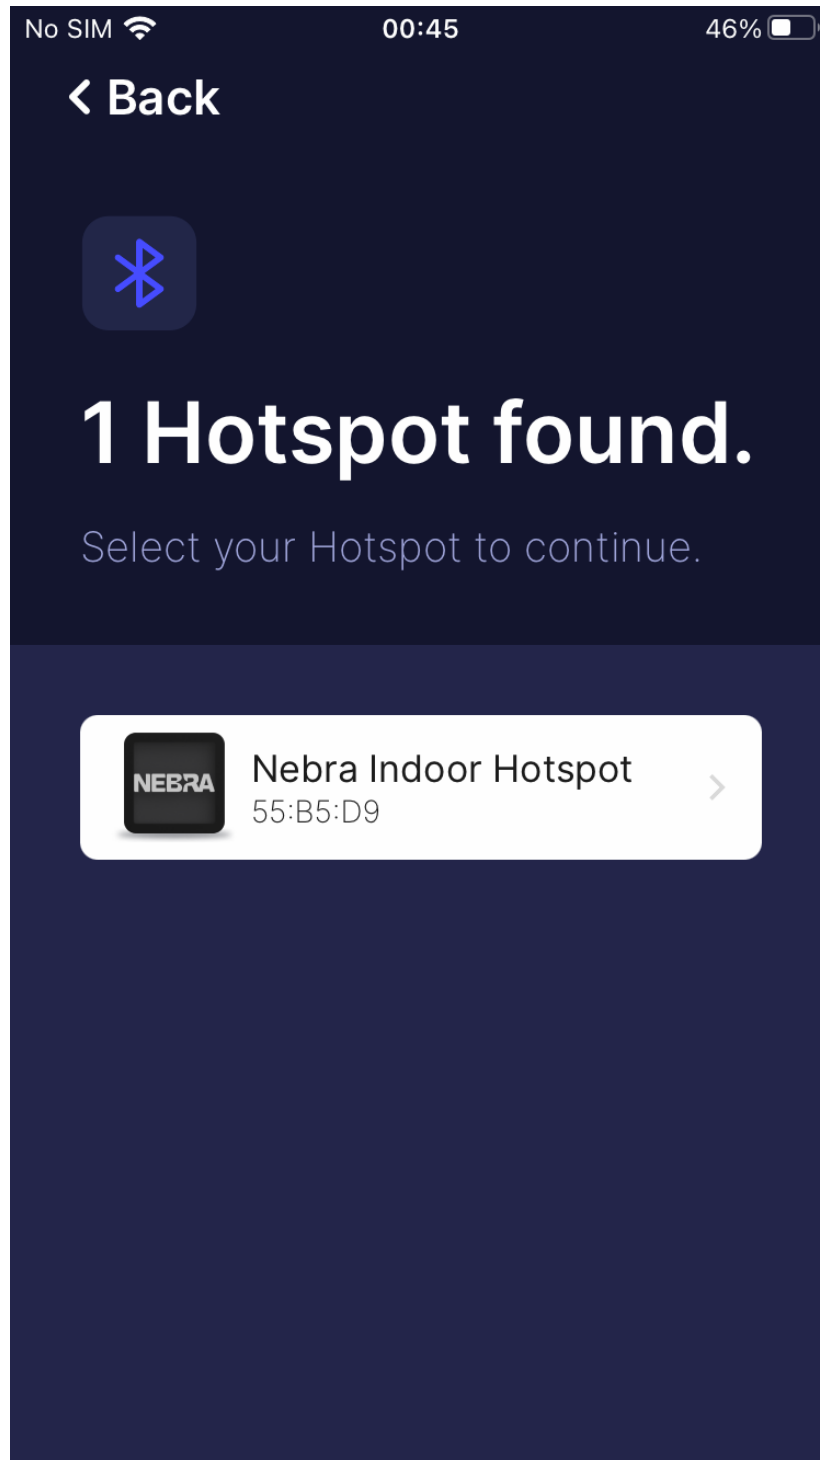 No SIM
00:45
46%
Back
1 Hotspot found.
Select your Hotspot to continue.
NEBRA
Nebra Indoor Hotspot
55:B5:D9